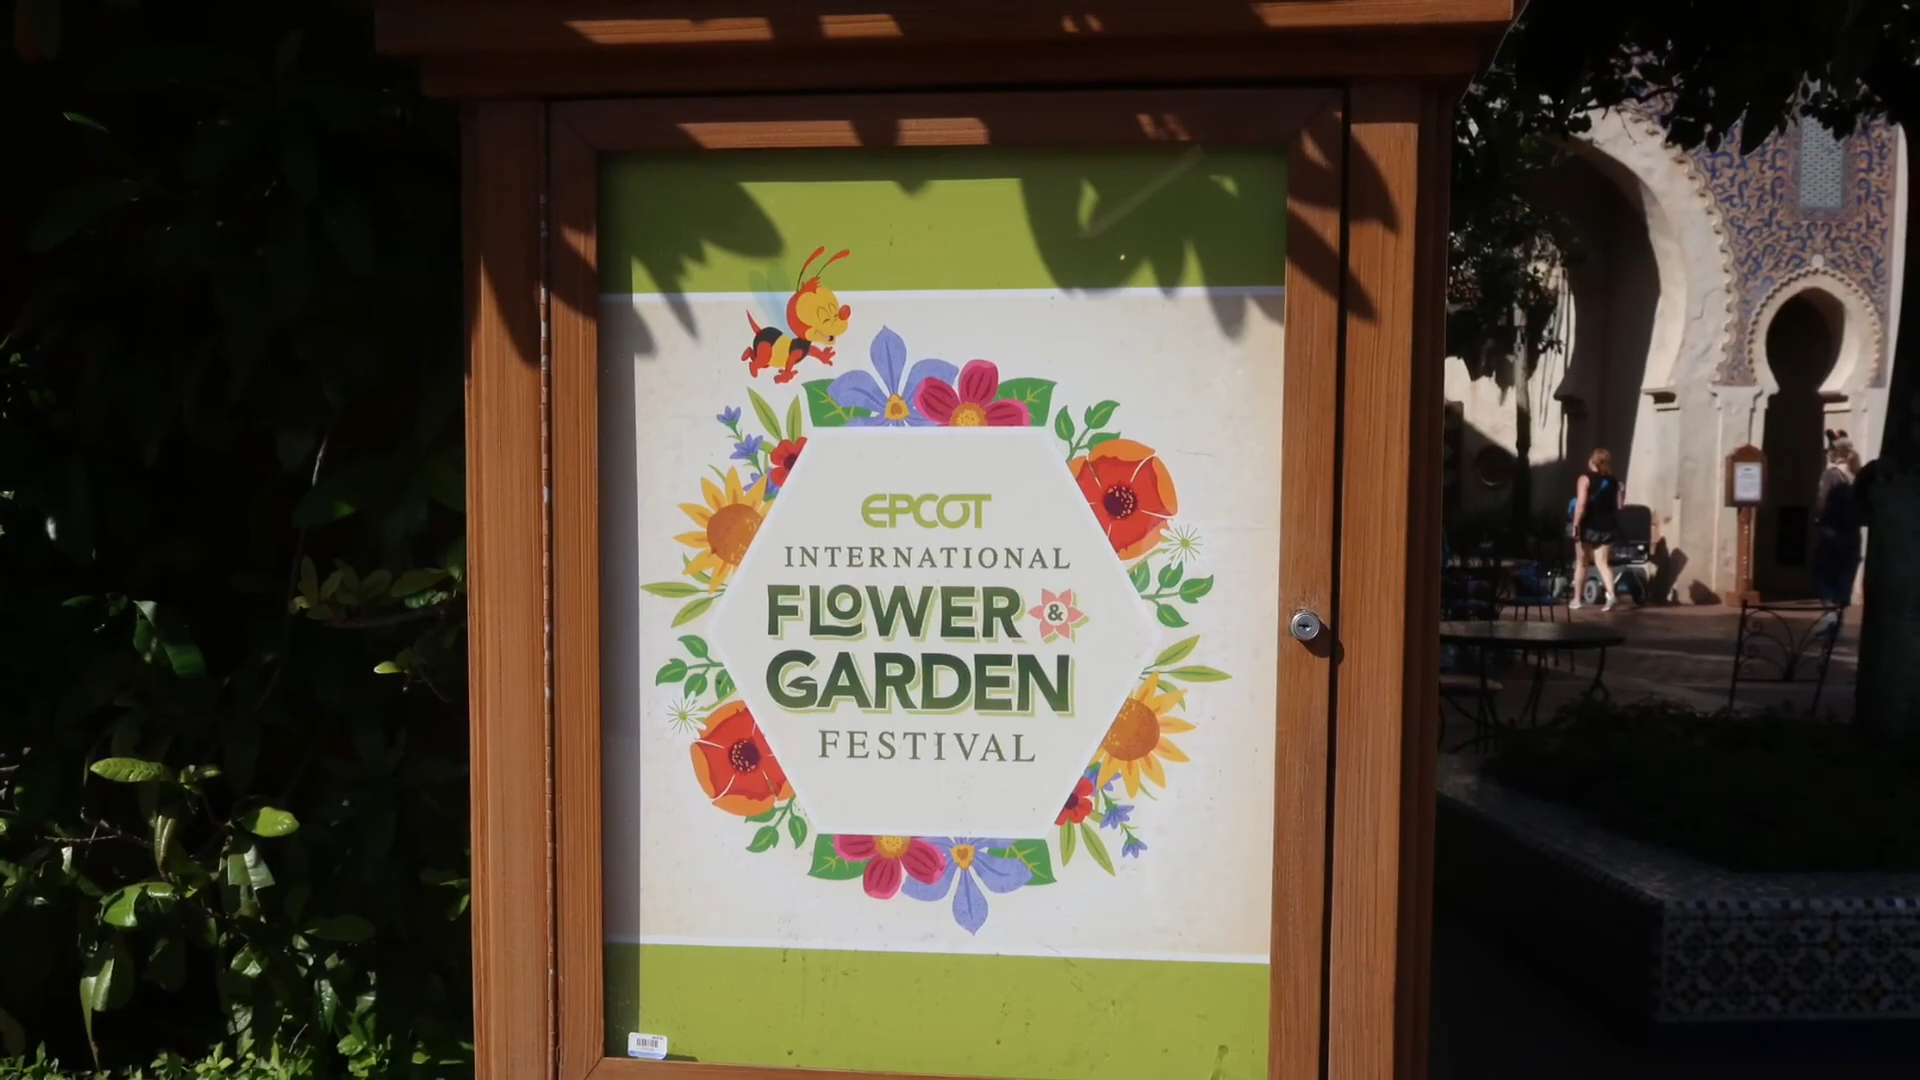 EPCOT
INTERNATIONAL
FLOWER &
GARDEN
FESTIVAL